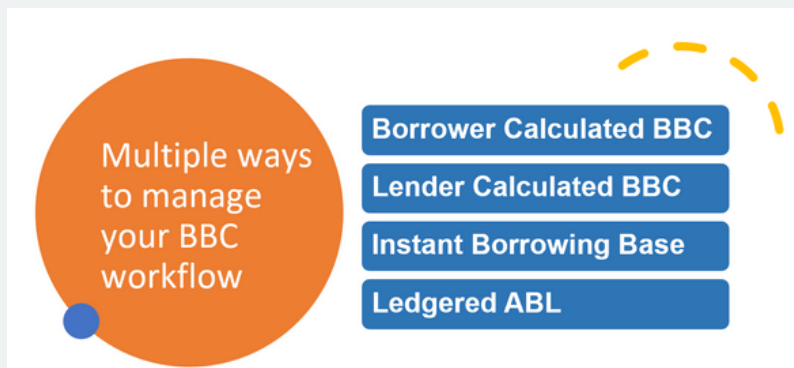 Multiple ways
to manage
your BBC
workflow
Borrower Calculated BBC
Lender Calculated BBC
Instant Borrowing Base
Ledgered ABL